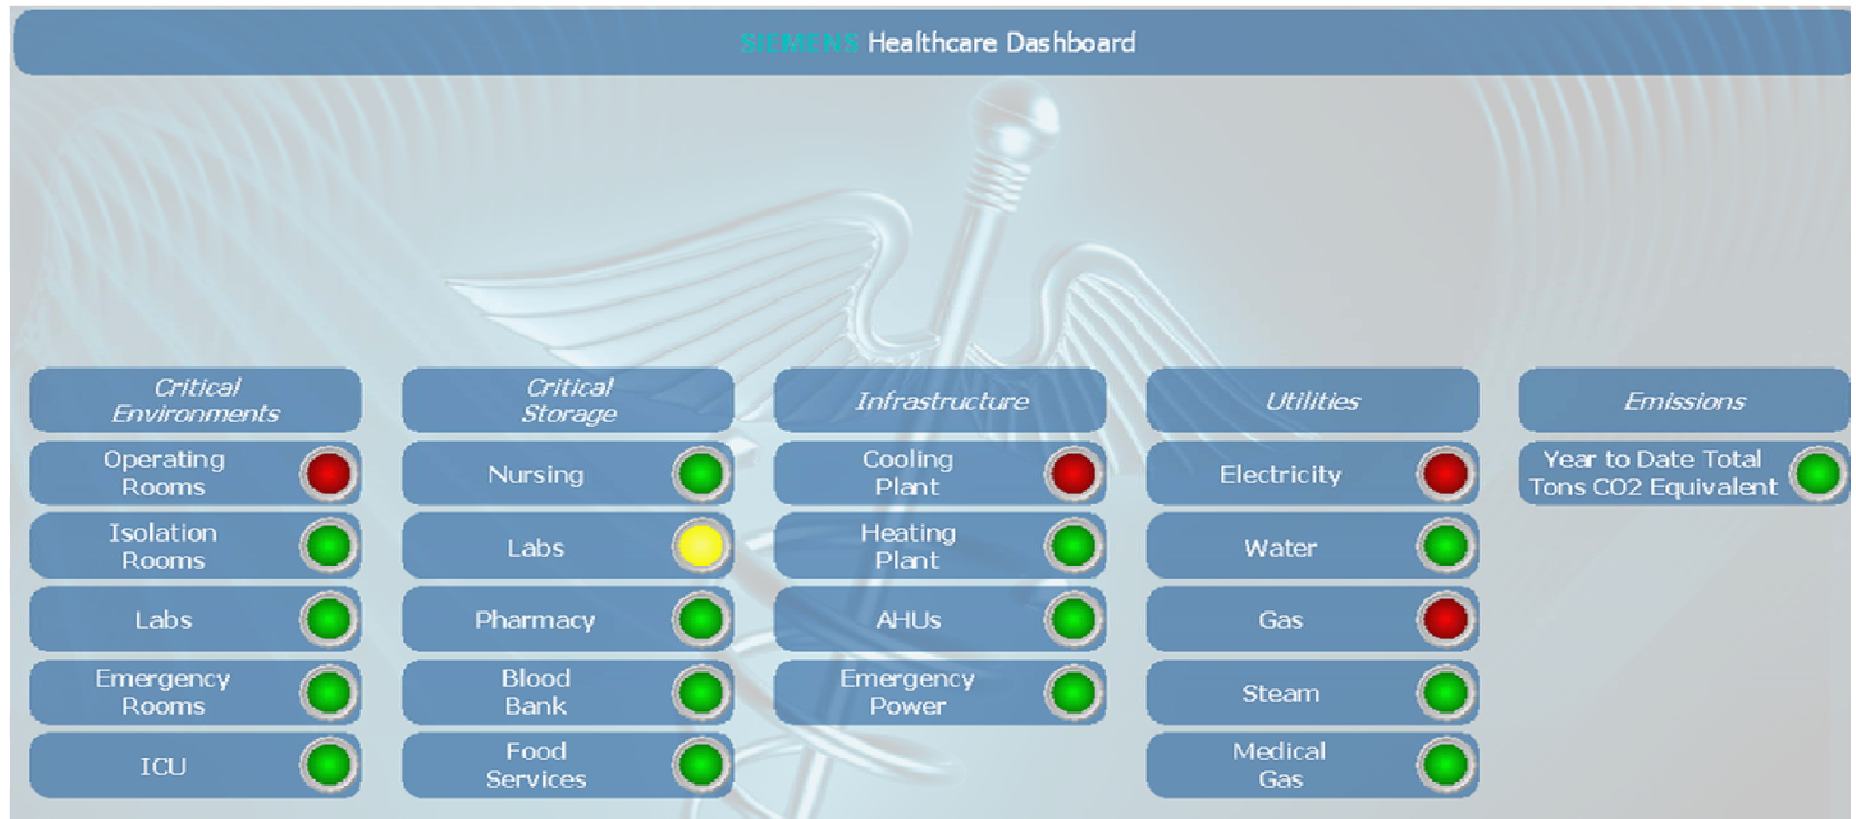 SIEMENS Healthcare Dashboard
Critical
Environments
Operating
Rooms
Isolation
Rooms
Labs
Emergency
Rooms
ICU
Critical
Storage
Nursing
Labs
Pharmacy
Blood
Bank
Food
Services
Infrastructure
Cooling
Plant
Heating
Plant
AHUs
Emergency
Power
Utilities
Electricity
Water
Gas
Steam
Medical
Gas
Emissions
Year to Date Total
Tons CO2 Equivalent